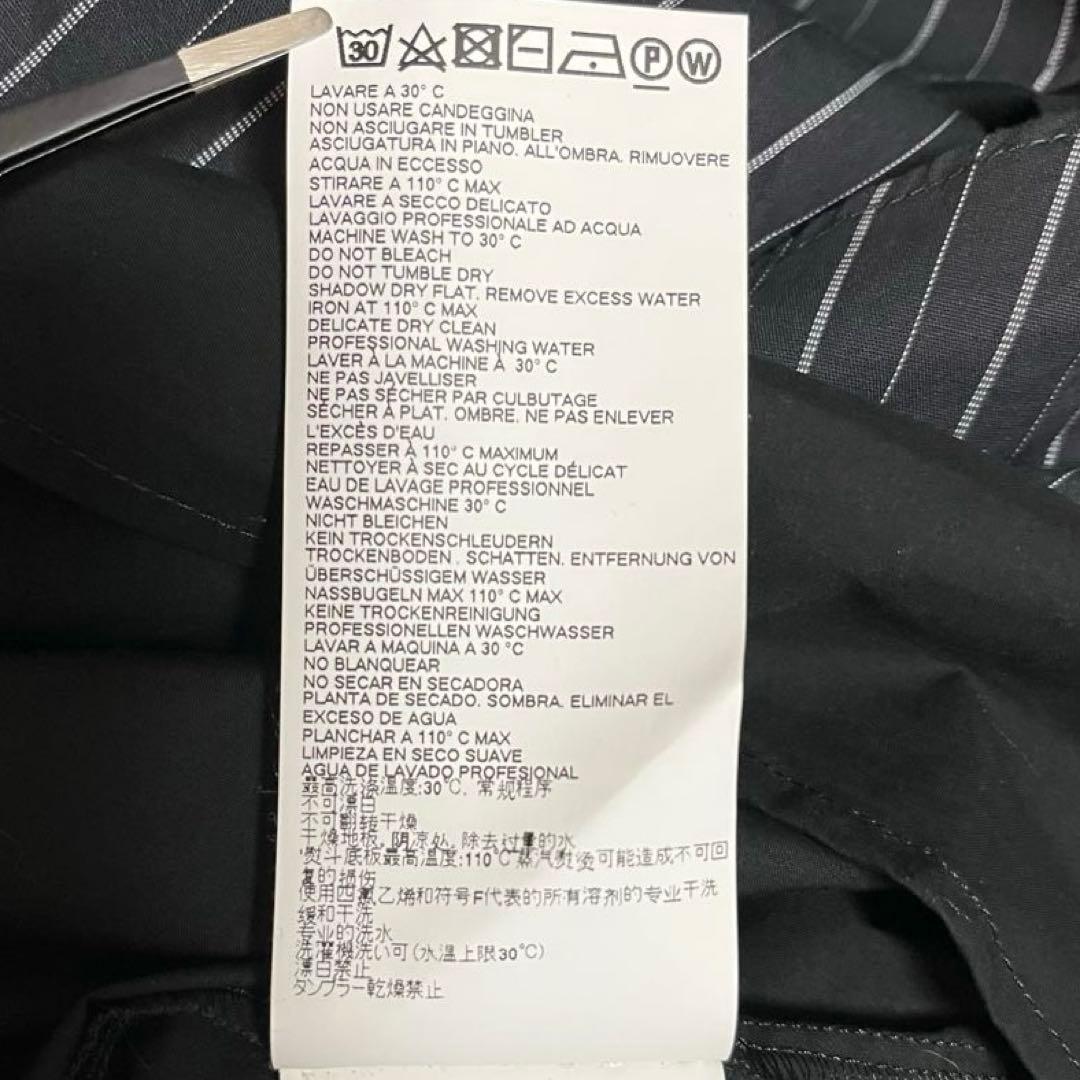 30 P W
LAVARE A 30° C
NON USARE CANDEGGINA
NON ASCIUGARE IN TUMBLER
ASCIUGATURA IN PIANO. ALL'OMBRA. RIMUOVERE
ACQUA IN ECCESSO
STIRARE A 110° C MAX
LAVARE A SECCO DELICATO
LAVAGGIO PROFESSIONALE AD ACQUA
MACHINE WASH TO 30° C
DO NOT BLEACH
DO NOT TUMBLE DRY
SHADOW DRY FLAT. REMOVE EXCESS WATER
IRON AT 110° C MAX
DELICATE DRY CLEAN
PROFESSIONAL WASHING WATER
LAVER À LA MACHINE À 30° C
NE PAS JAVELLISER
NE PAS SÉCHER PAR CULBUTAGE
SÉCHER À PLAT. OMBRE. NE PAS ENLEVER
L'EXCÈS D'EAU
REPASSER À 110° C MAXIMUM
NETTOYER À SEC AU CYCLE DÉLICAT
EAU DE LAVAGE PROFESSIONNEL
WASCHMASCHINE 30° C
NICHT BLEICHEN
KEIN TROCKENSCHLEUDERN
TROCKENBODEN. SCHATTEN. ENTFERNUNG VON
ÜBERSCHÜSSIGEM WASSER
NASSBUGELN MAX 110° C MAX
KEINE TROCKENREINIGUNG
PROFESSIONELLEN WASCHWASSER
LAVAR A MAQUINA A 30 °C
NO BLANQUEAR
NO SECAR EN SECADORA
PLANTA DE SECADO. SOMBRA. ELIMINAR EL
EXCESO DE AGUA
PLANCHAR A 110° C MAX
LIMPIEZA EN SECO SUAVE
AGUA DE LAVADO PROFESIONAL
最高洗涤温度:30℃, 常规程序
不可漂白
不可翻转干燥
干燥地板, 阴凉处, 除去过量的水
熨斗底板最高温度:110℃蒸汽熨烫可能造成不可回
复的损伤
使用四氯乙烯和符号F代表的所有溶剂的专业干洗
缓和干洗
专业的洗水
洗濯機洗い可(水温上限30℃)
漂白禁止
タンブラー乾燥禁止